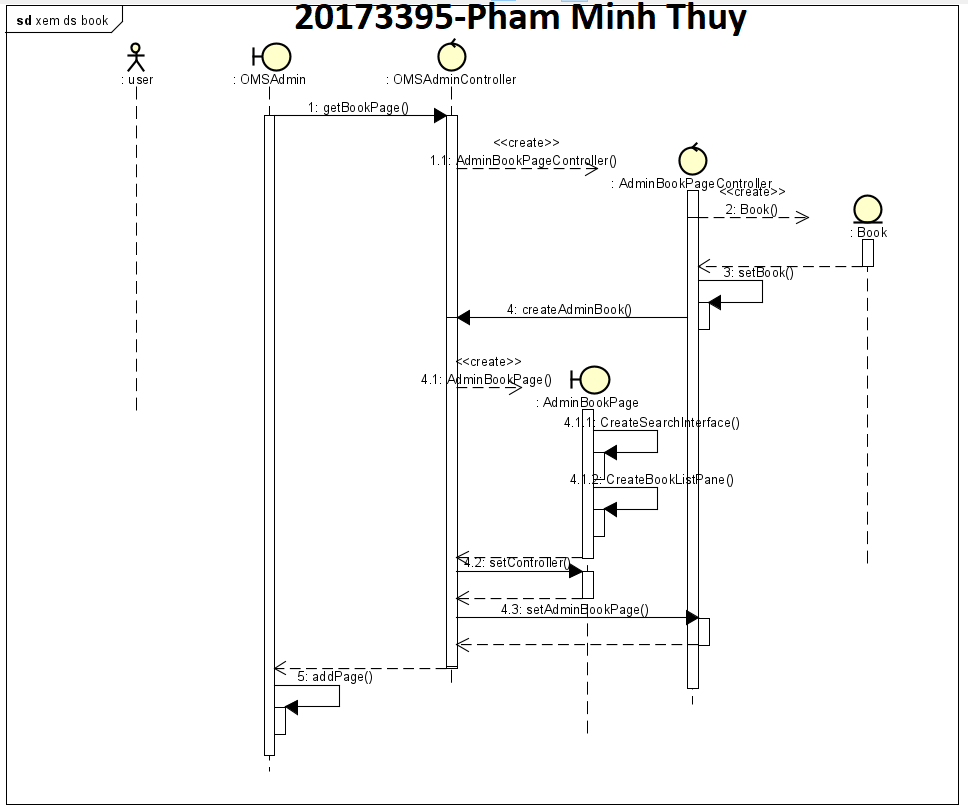 20173395-Pham Minh Thuy
sd xem ds book
: user
: OMSAdmin
: OMSAdminController
1: getBookPage()
<<create>>
1.1: AdminBookPageController()
: AdminBookPageController
<<create>>
2: Book()
: Book
3: setBook()
4: createAdminBook()
<<create>>
4.1: AdminBookPage()
: AdminBookPage
4.1.1: CreateSearchInterface()
4.1.2: CreateBookListPane()
4.2: setController()
4.3: setAdminBookPage()
5: addPage()